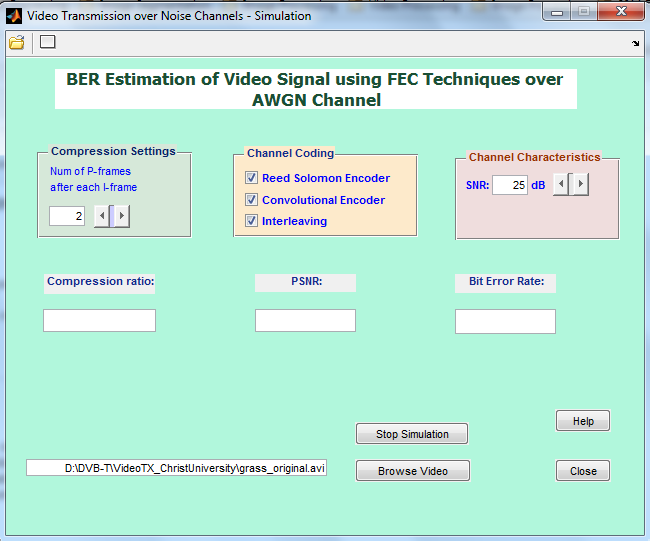 Video Transmission over Noise Channels - Simulation
BER Estimation of Video Signal using FEC Techniques over
AWGN Channel
Compression Settings
Num of P-frames
after each I-frame
2
Channel Coding
Reed Solomon Encoder
Convolutional Encoder
Interleaving
Channel Characteristics
SNR: 25 dB
Compression ratio:
PSNR:
Bit Error Rate:
Stop Simulation
Help
D:\DVB-T\VideoTX_ChristUniversity\grass_original.avi
Browse Video
Close